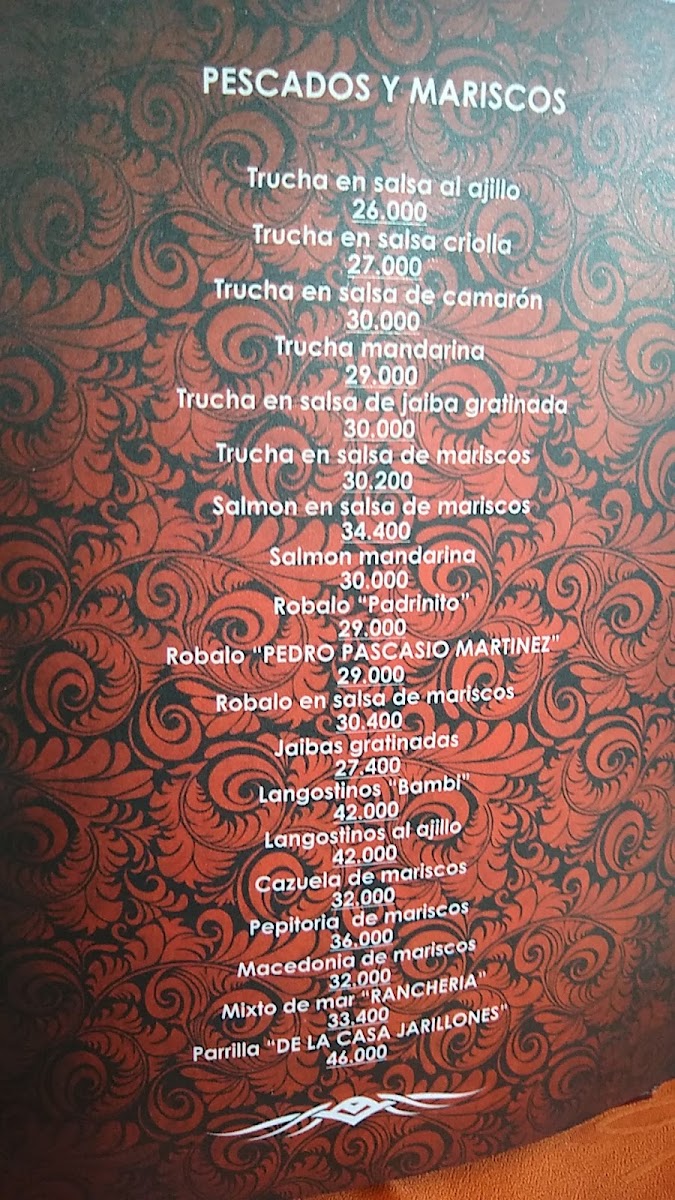 PESCADOS Y MARISCOS
Trucha en salsa al ajillo
26.000
Trucha en salsa criolla
27.000
Trucha en salsa de camarón
30.000
Trucha mandarina
29.000
Trucha en salsa de jaiba gratinada
30.000
Trucha en salsa de mariscos
30.200
Salmon en salsa de mariscos
34.400
Salmon mandarina
30.000
Robalo "Padrinito"
29.000
Robalo "PEDRO PASCASIO MARTINEZ"
29.000
Robalo en salsa de mariscos
30.400
Jaibas gratinadas
27.400
Langostinos "Bambi"
42.000
Langostinos al ajillo
42.000
Cazuela de mariscos
32.000
Pepitoria de mariscos
36.000
Macedonia de mariscos
32.000
Mixto de mar "RANCHERIA"
33.400
Parrilla "DE LA CASA JARILLONES"
46.000